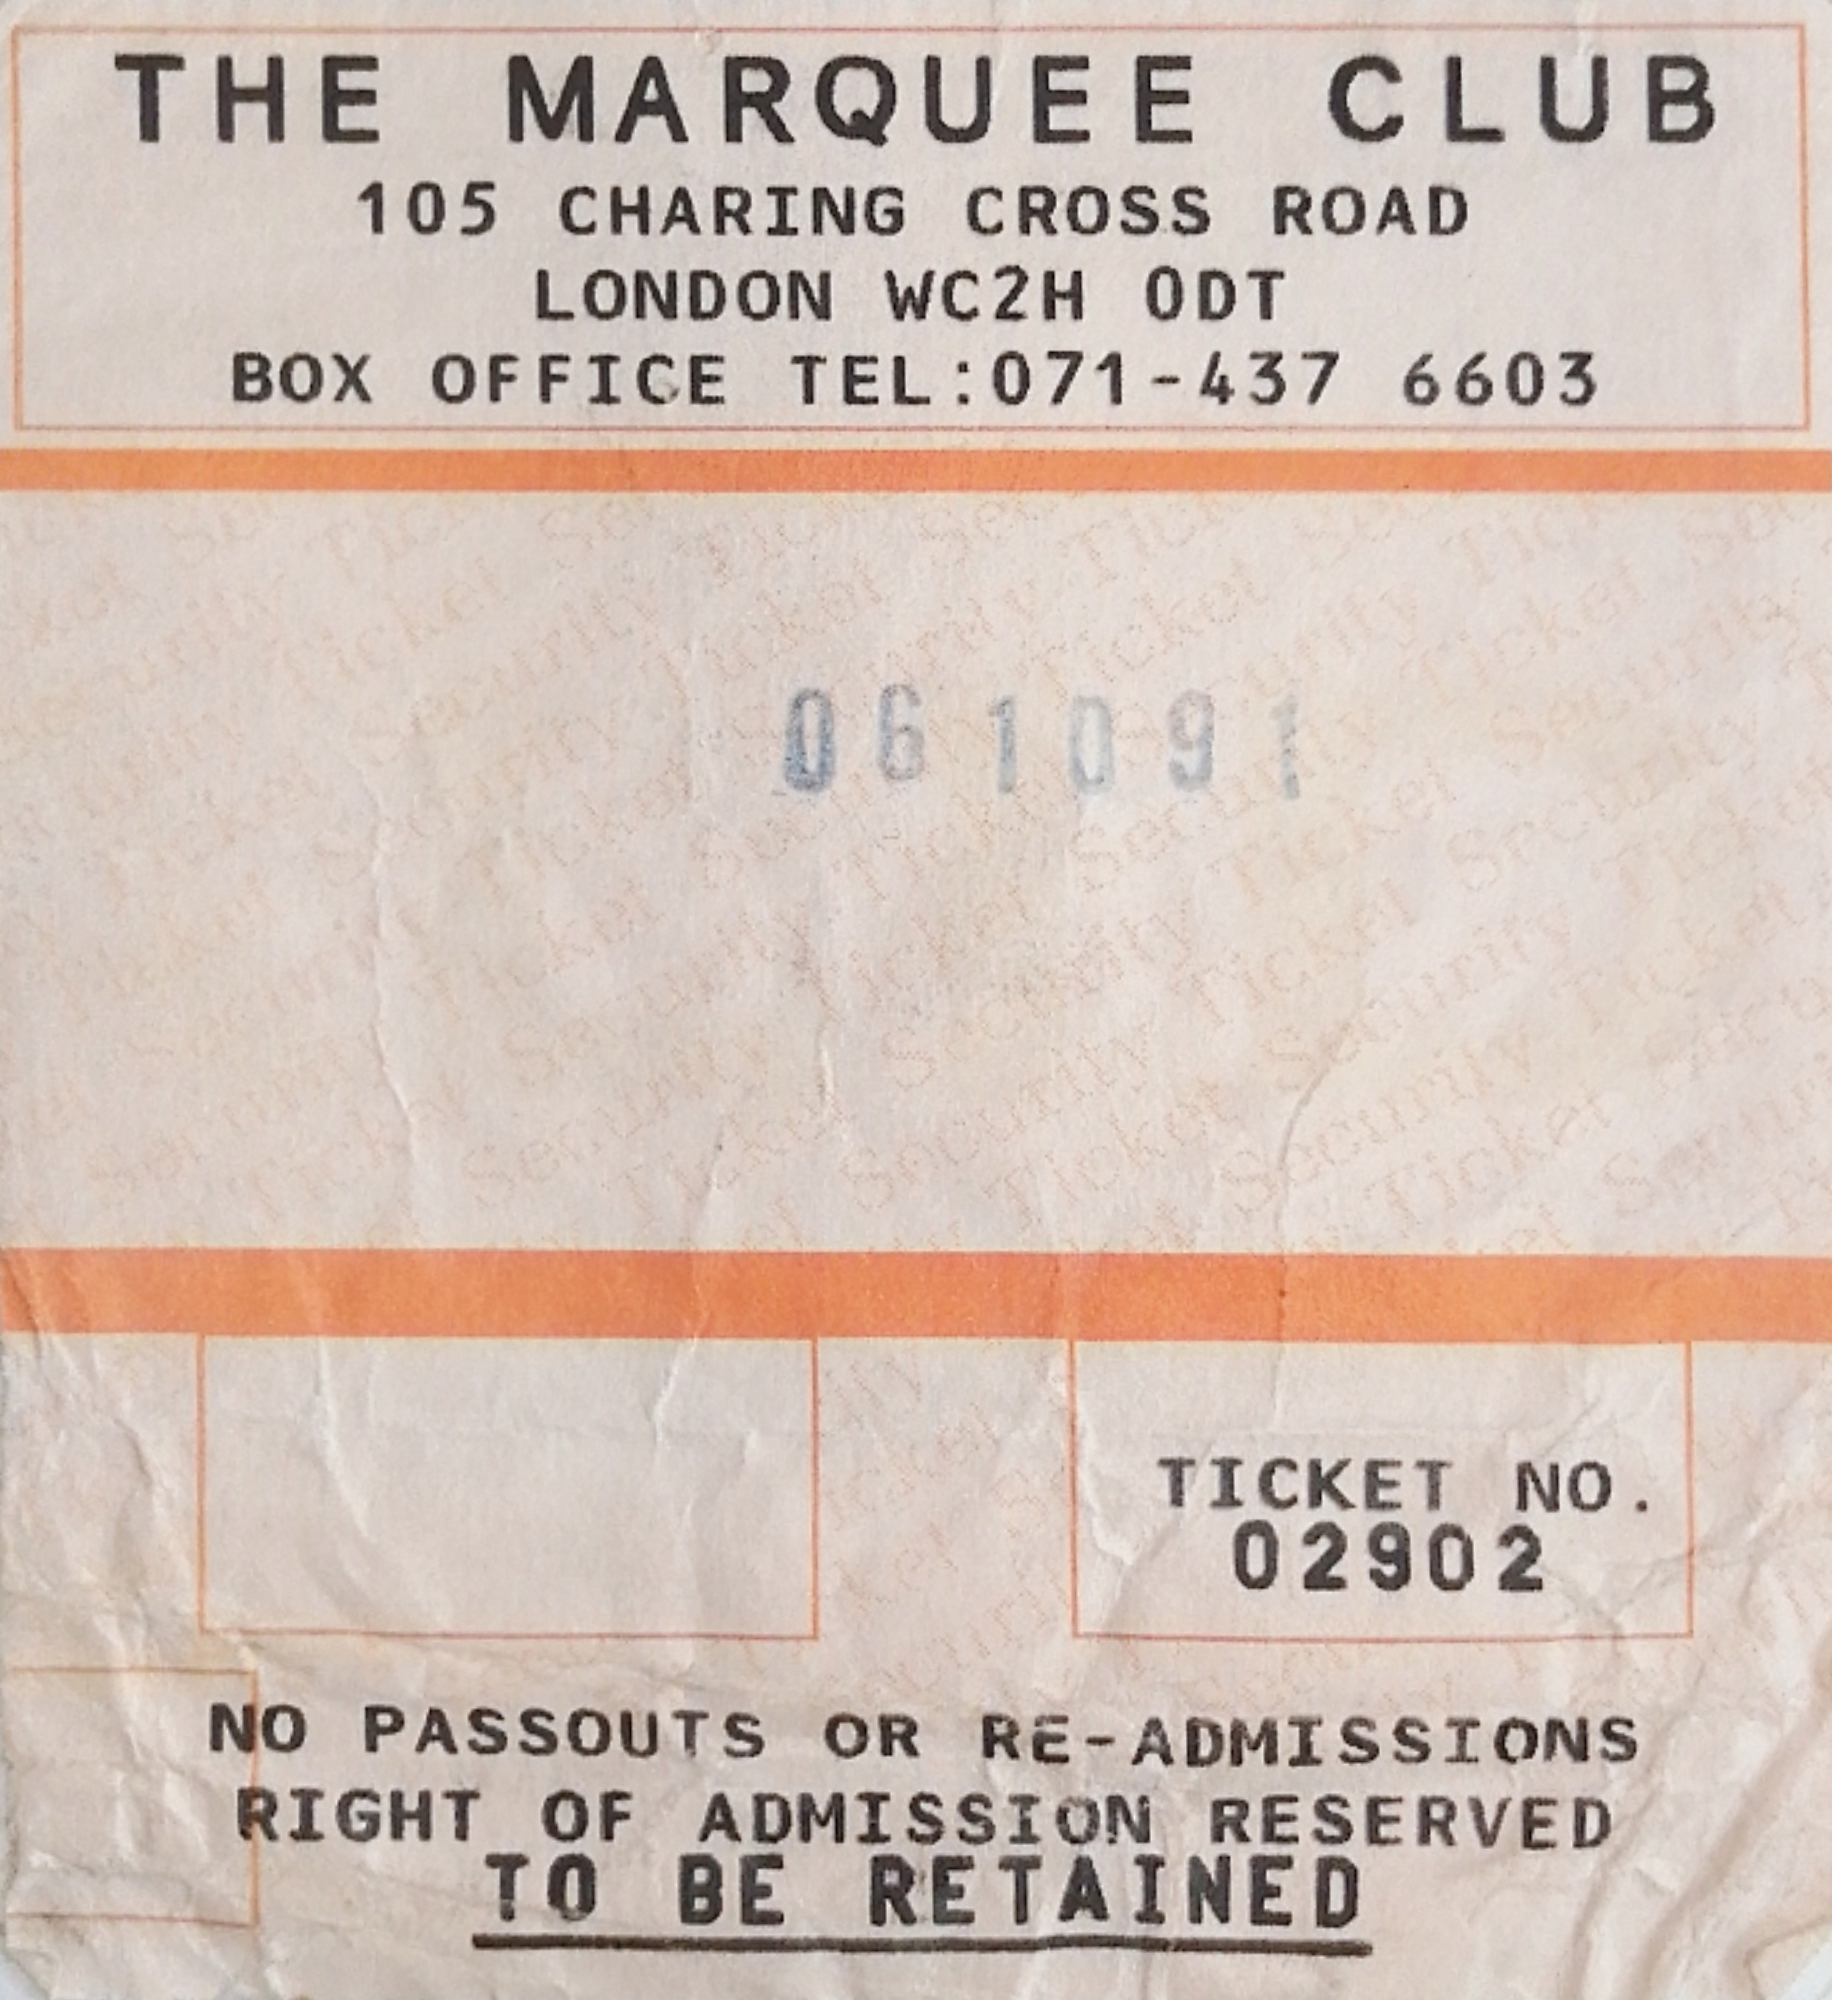 THE MARQUEE CLUB
105 CHARING CROSS ROAD
LONDON WC2H 0DT
BOX OFFICE TEL:071-437 6603
061091
TICKET NO.
02902
NO PASSOUTS OR RE-ADMISSIONS
RIGHT OF ADMISSION RESERVED
TO BE RETAINED